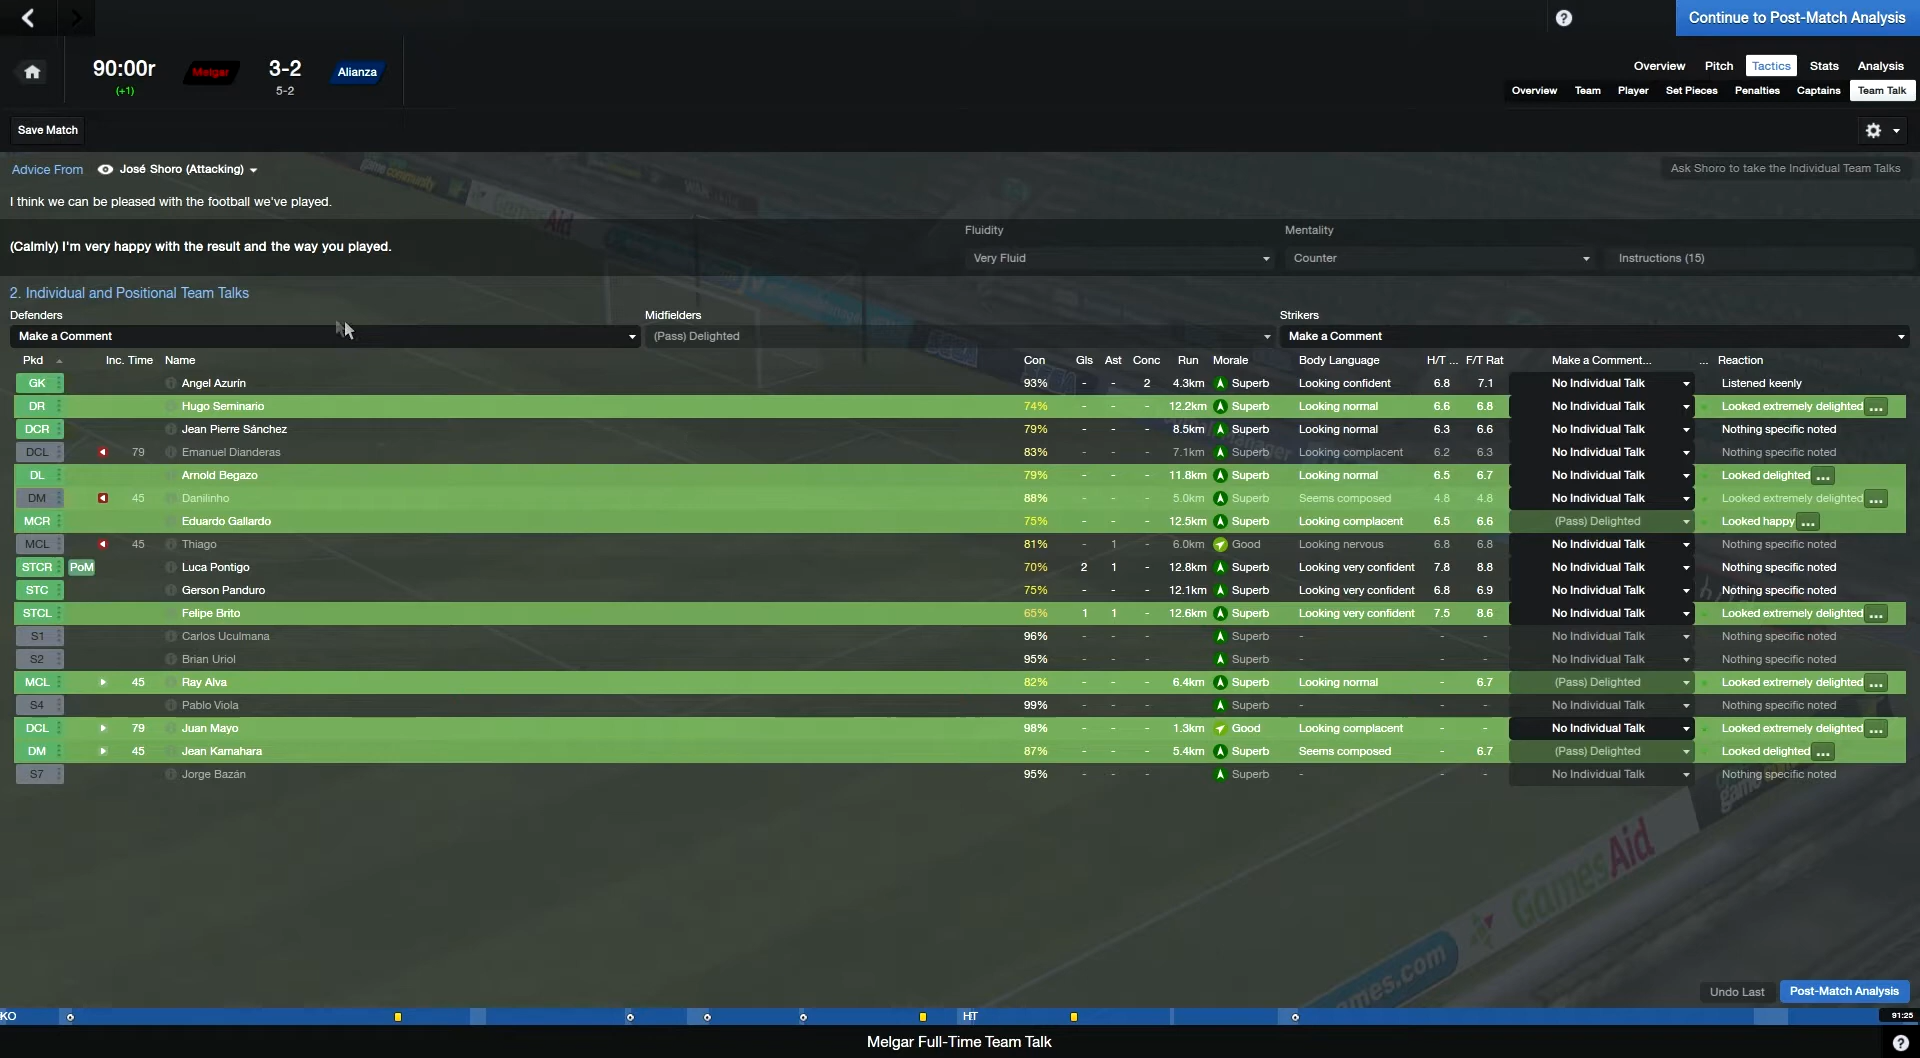 Continue to Post-Match Analysis
90:00r Melgar 3-2 Alianza
(+1) 5-2
Overview Pitch Tactics Stats Analysis
Overview Team Player Set Pieces Penalties Captains Team Talk
Save Match
Advice From José Shoro (Attacking) Ask Shoro to take the Individual Team Talks
I think we can be pleased with the football we've played.
Fluidity Mentality
(Calmly) I'm very happy with the result and the way you played.
Very Fluid Counter Instructions (15)
2. Individual and Positional Team Talks
Defenders Midfielders Strikers
Make a Comment (Pass) Delighted Make a Comment
Pkd Inc. Time Name Con Gls Ast Conc Run Morale Body Language H/T ... F/T Rat Make a Comment... ... Reaction
GK Angel Azurín 93% - - 2 4.3km Superb Looking confident 6.8 7.1 No Individual Talk Listened keenly
DR Hugo Seminario 74% - - - 12.2km Superb Looking normal 6.6 6.8 No Individual Talk Looked extremely delighted ...
DCR Jean Pierre Sánchez 79% - - - 8.5km Superb Looking normal 6.3 6.6 No Individual Talk Nothing specific noted
DCL 79 Emanuel Dianderas 83% - - - 7.1km Superb Looking complacent 6.2 6.3 No Individual Talk Nothing specific noted
DL Arnold Begazo 79% - - - 11.8km Superb Looking normal 6.5 6.7 No Individual Talk Looked delighted ...
DM 45 Danilinho 88% - - - 5.0km Superb Seems composed 4.8 4.8 No Individual Talk Looked extremely delighted ...
MCR Eduardo Gallardo 75% - - - 12.5km Superb Looking complacent 6.5 6.6 (Pass) Delighted Looked happy ...
MCL 45 Thiago 81% - 1 - 6.0km Good Looking nervous 6.8 6.8 No Individual Talk Nothing specific noted
STCR PoM Luca Pontigo 70% 2 1 - 12.8km Superb Looking very confident 7.8 8.8 No Individual Talk Nothing specific noted
STC Gerson Panduro 75% - - - 12.1km Superb Looking very confident 6.8 6.9 No Individual Talk Nothing specific noted
STCL Felipe Brito 65% 1 1 - 12.6km Superb Looking very confident 7.5 8.6 No Individual Talk Looked extremely delighted ...
S1 Carlos Uculmana 96% - - - Superb - - - No Individual Talk Nothing specific noted
S2 Brian Uriol 95% - - - Superb - - - No Individual Talk Nothing specific noted
MCL 45 Ray Alva 82% - - - 6.4km Superb Looking normal - 6.7 (Pass) Delighted Looked extremely delighted ...
S4 Pablo Viola 99% - - - Superb - - - No Individual Talk Nothing specific noted
DCL 79 Juan Mayo 98% - - - 1.3km Good Looking complacent - - No Individual Talk Looked extremely delighted ...
DM 45 Jean Kamahara 87% - - - 5.4km Superb Seems composed - 6.7 (Pass) Delighted Looked delighted ...
S7 Jorge Bazán 95% - - - Superb - - - No Individual Talk Nothing specific noted
GamesAid
Undo Last Post-Match Analysis
KO HT 91:25
Melgar Full-Time Team Talk